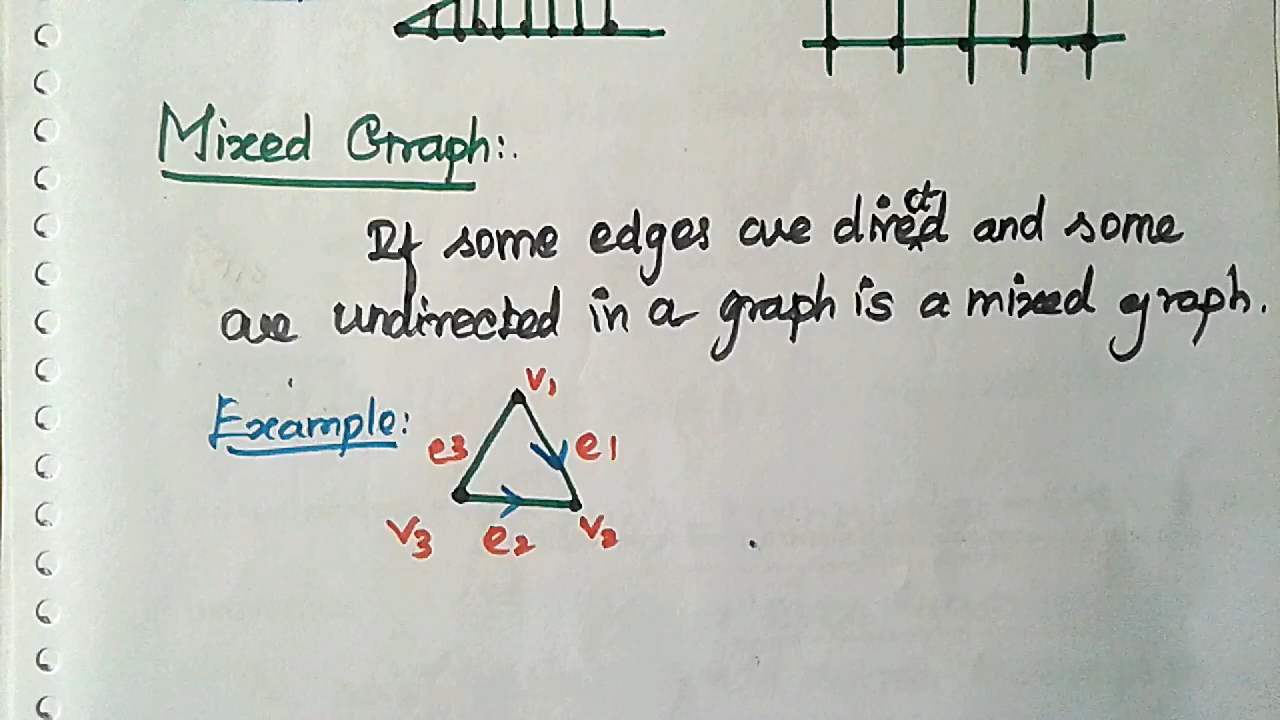 Mixed Graph:.
If some edges are directed and some
are undirected in a graph is a mixed graph.
Example:
v1
e3
e1
v3
e2
v2